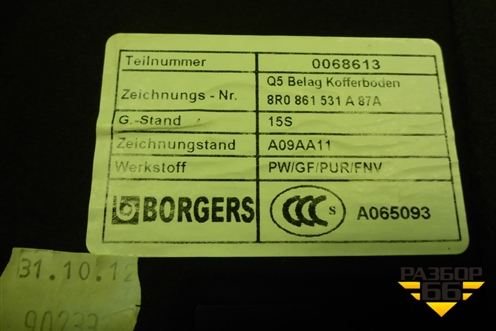 Teilnummer 0068613
Q5 Belag Kofferboden
Zeichnungs - Nr. 8R0 861 531 A 87A
G.-Stand 15S
Zeichnungstand A09AA11
Werkstoff PW/GF/PUR/FNV
BORGERS CCC S A065093
31.10.12
РАЗБОР
66